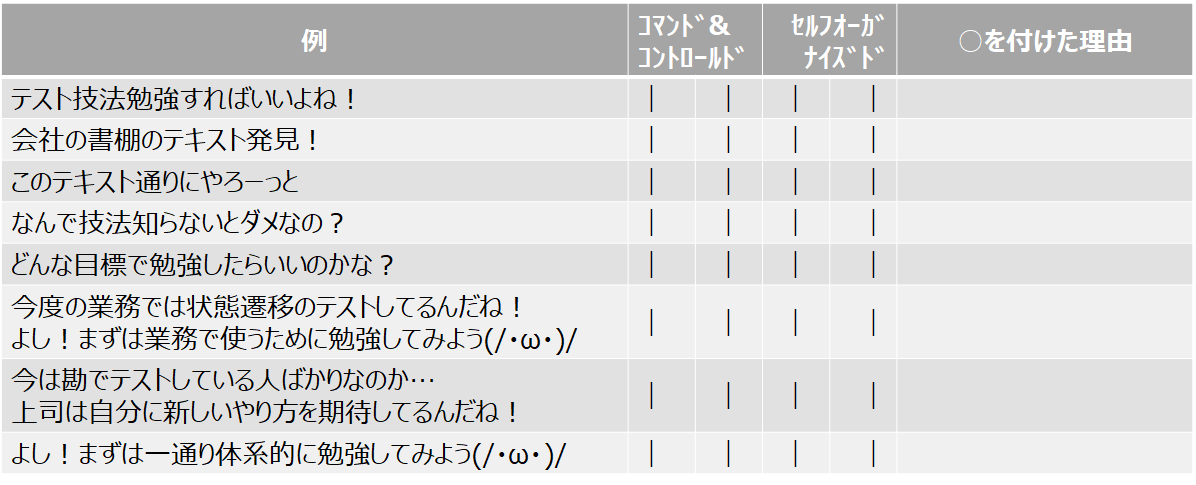 例
コマンド&
コントロールド
セルフオーガ
ナイズドド
○を付けた理由
テスト技法勉強すればいいよね！
| | | |
会社の書棚のテキスト発見！
| | | |
このテキスト通りにやろーっと
| | | |
なんで技法知らないとダメなの？
| | | |
どんな目標で勉強したらいいのかな？
| | | |
今度の業務では状態遷移のテストしてるんだね！
よし！まずは業務で使うために勉強してみよう(/・ω・)/
| | | |
今は勘でテストしている人ばかりなのか…
上司は自分に新しいやり方を期待してるんだね！
| | | |
よし！まずは一通り体系的に勉強してみよう(/・ω・)/
| | | |